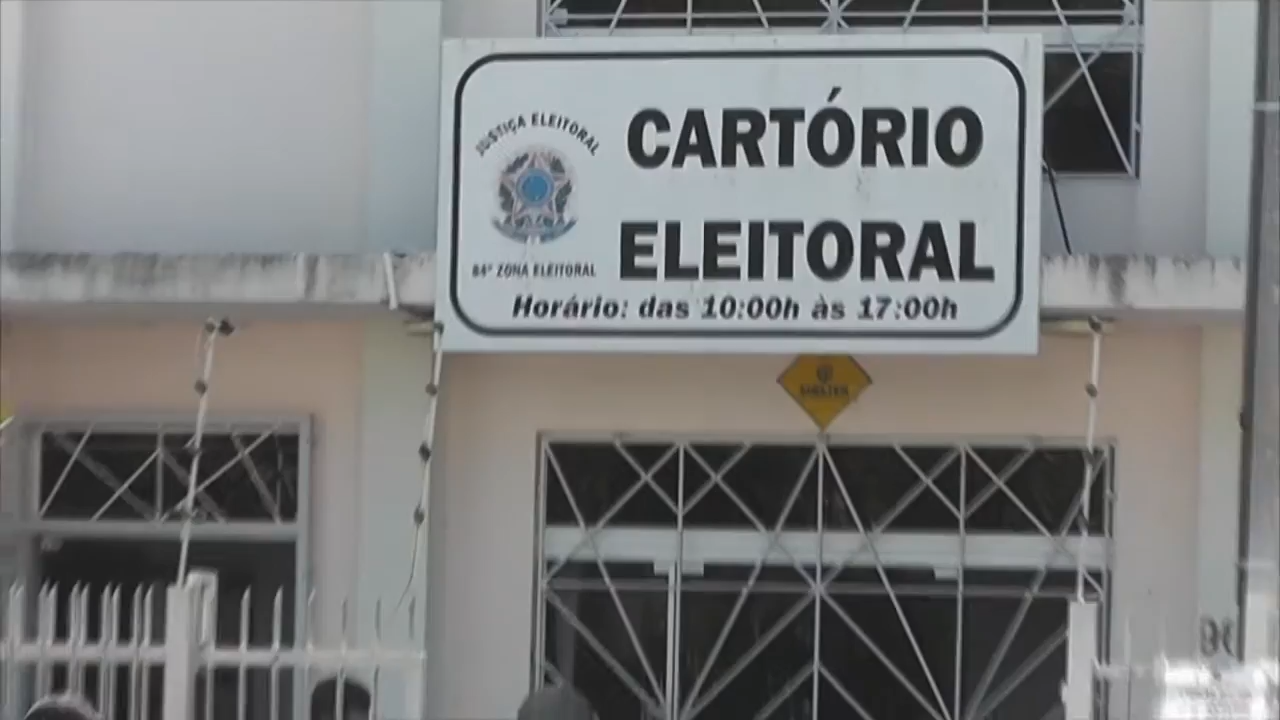 JUSTIÇA ELEITORAL
CARTÓRIO
ELEITORAL
84ª ZONA ELEITORAL
Horário: das 10:00h às 17:00h